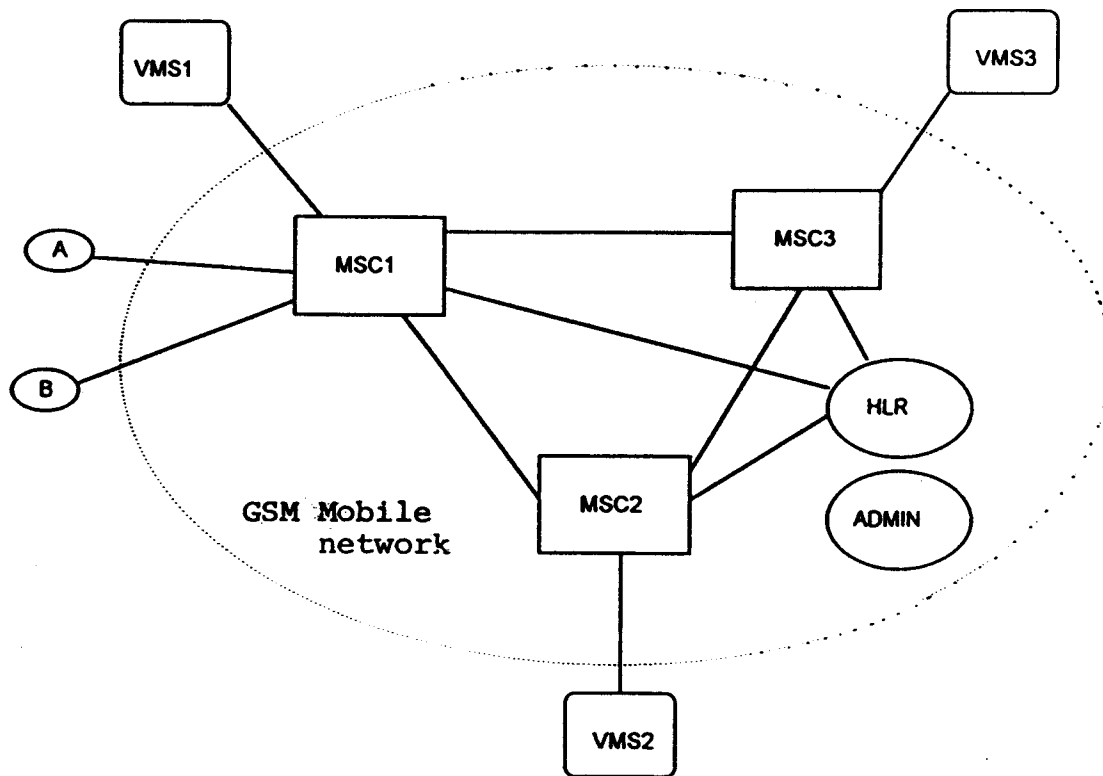 VMS1
VMS3
A
MSC1
MSC3
B
HLR
MSC2
ADMIN
GSM Mobile
network
VMS2